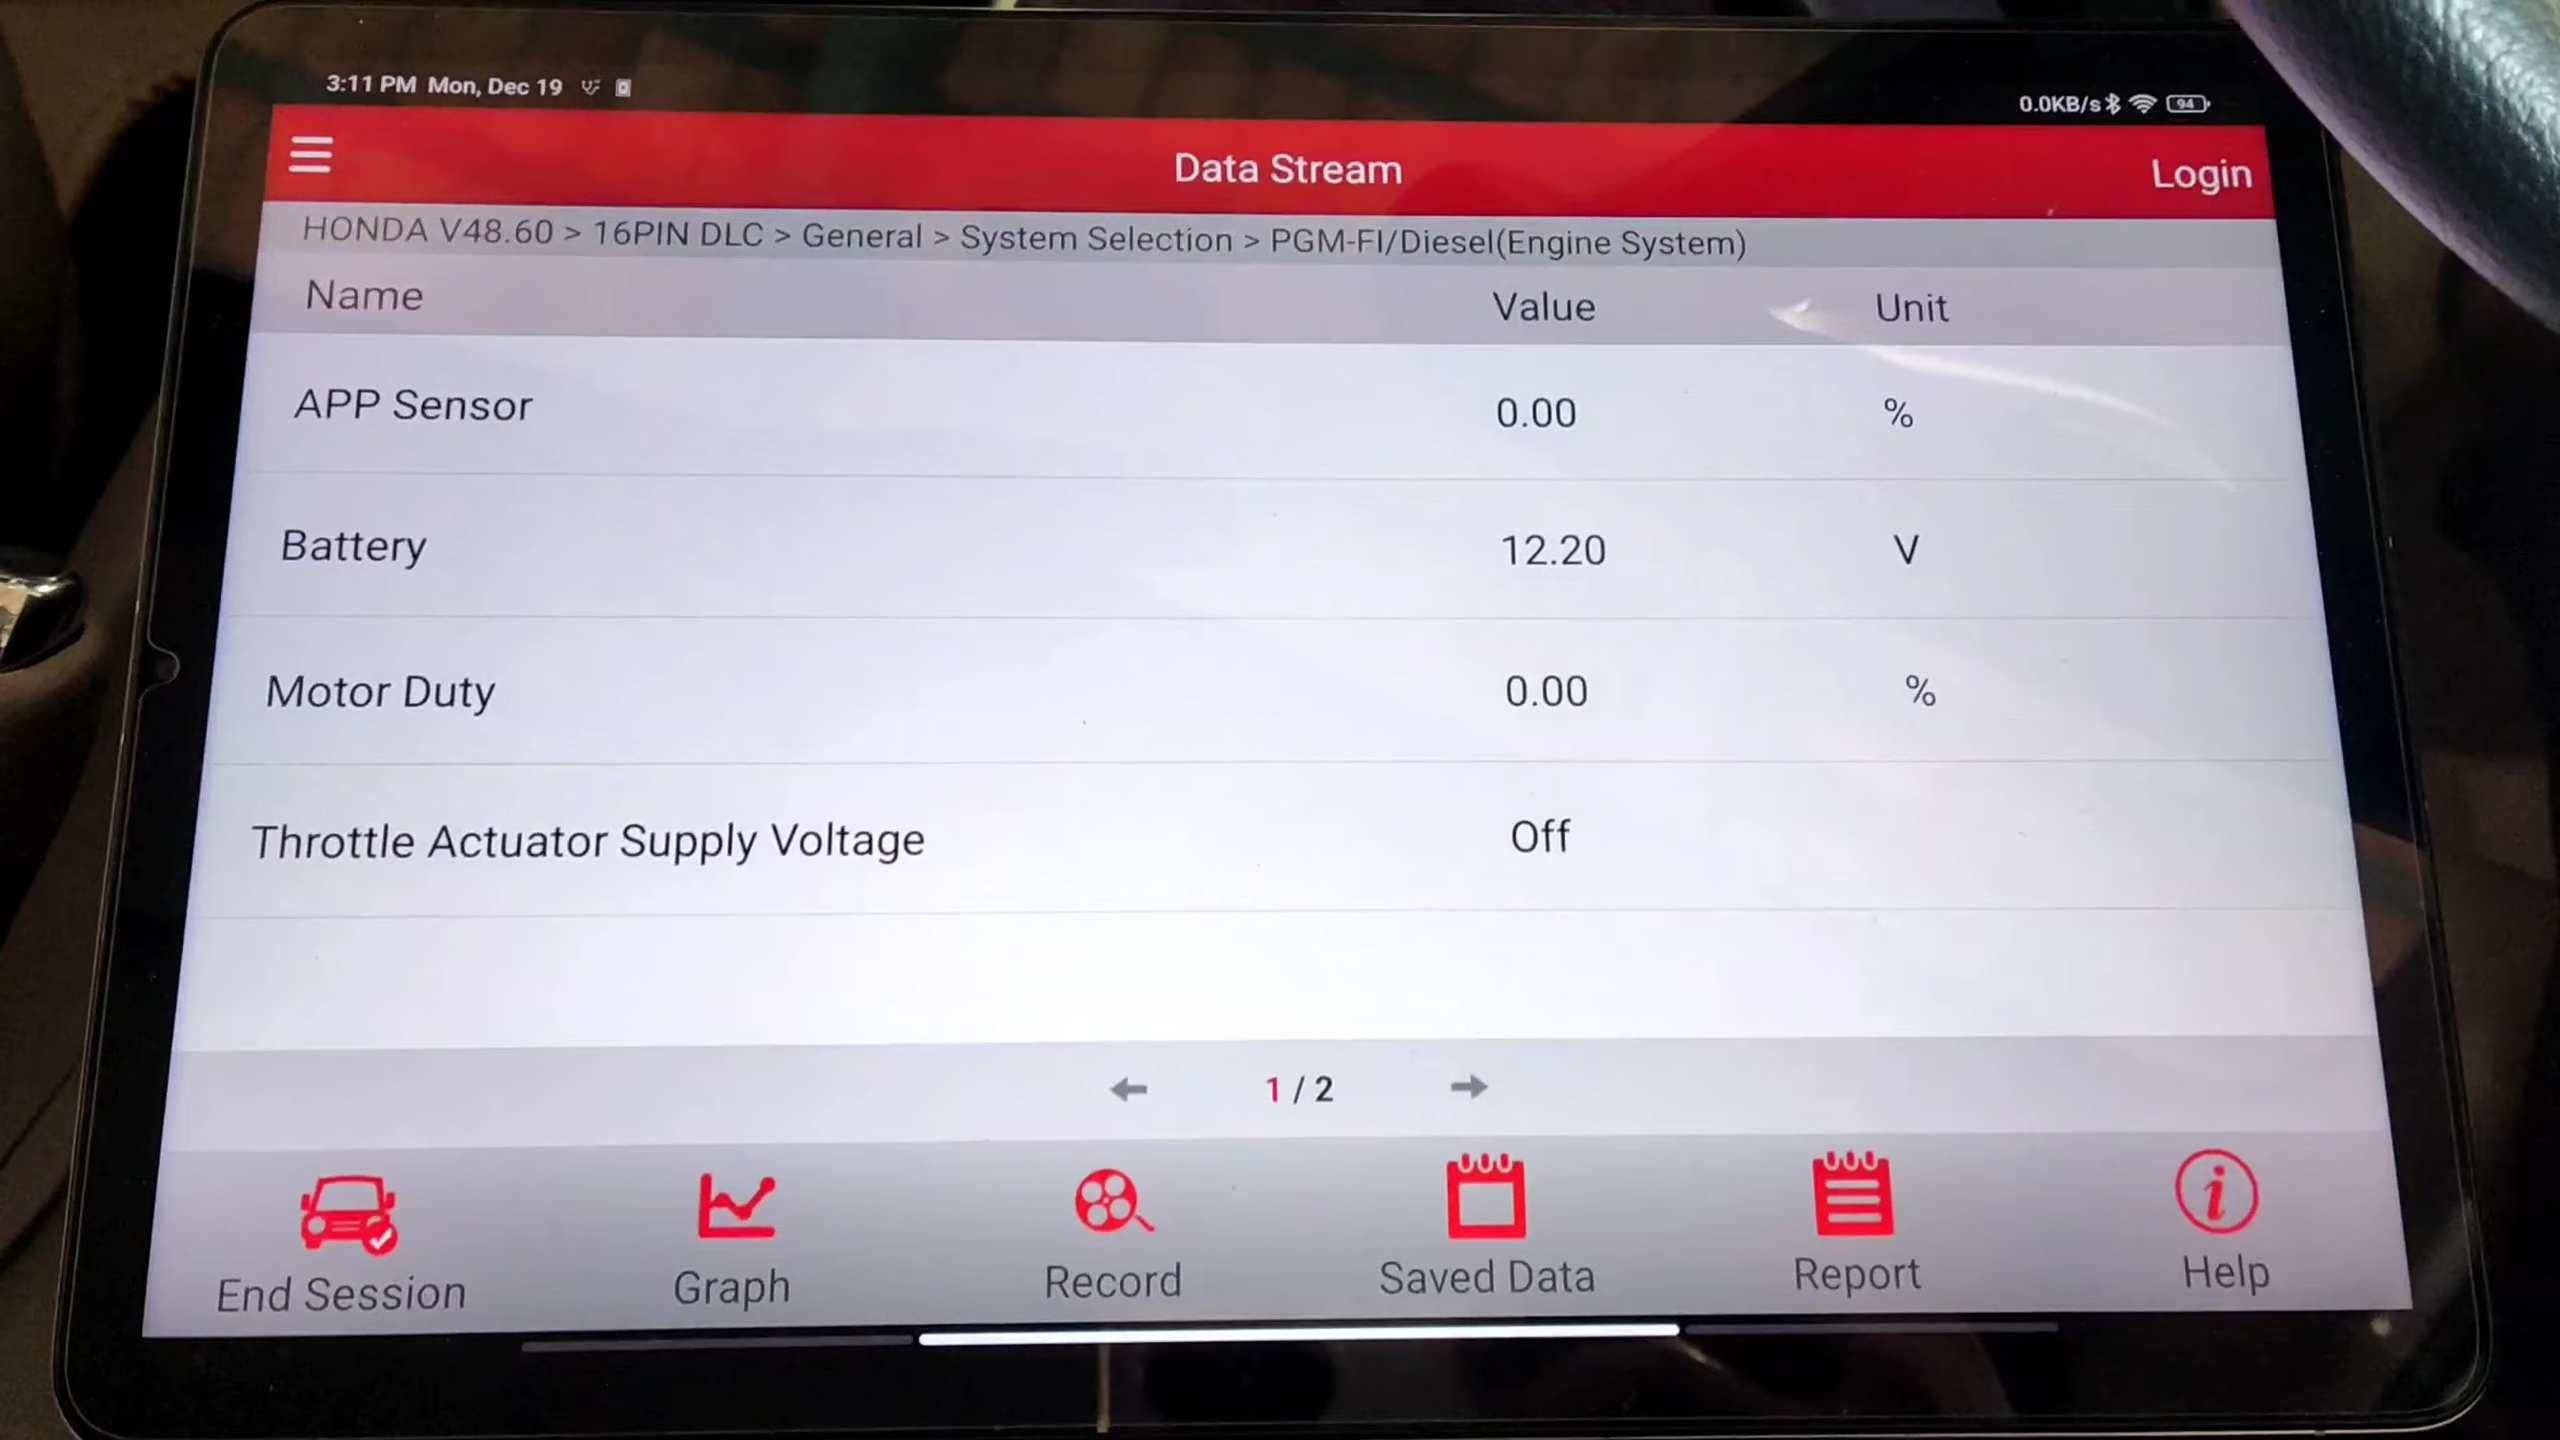 3:11 PM Mon, Dec 19
0.0KB/s 94
Data Stream
Login
HONDA V48.60 > 16PIN DLC > General > System Selection > PGM-FI/Diesel(Engine System)
Name Value Unit
APP Sensor 0.00 %
Battery 12.20 V
Motor Duty 0.00 %
Throttle Actuator Supply Voltage Off
1 / 2
End Session Graph Record Saved Data Report Help